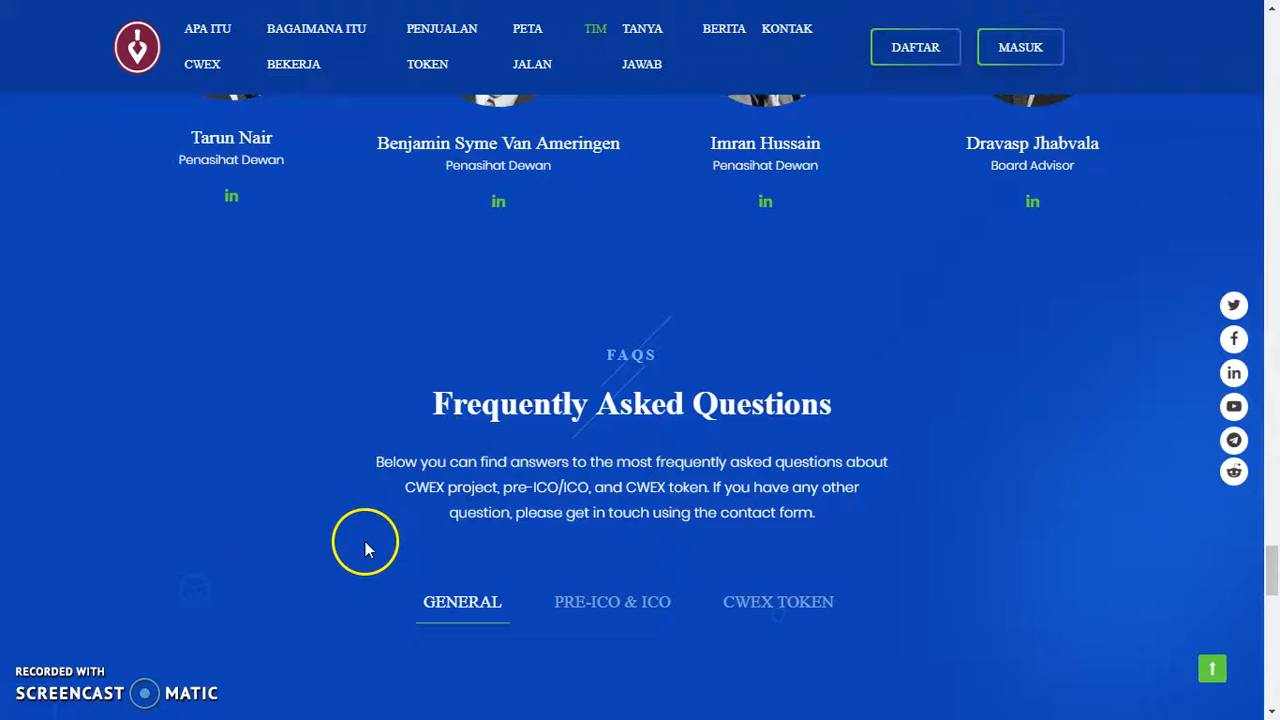 APA ITU CWEX
BAGAIMANA ITU BEKERJA
PENJUALAN TOKEN
PETA JALAN
TIM
TANYA JAWAB
BERITA
KONTAK
DAFTAR
MASUK
Tarun Nair
Penasihat Dewan
in
Benjamin Syme Van Ameringen
Penasihat Dewan
in
Imran Hussain
Penasihat Dewan
in
Dravasp Jhabvala
Board Advisor
in
FAQS
Frequently Asked Questions
Below you can find answers to the most frequently asked questions about
CWEX project, pre-ICO/ICO, and CWEX token. If you have any other
question, please get in touch using the contact form.
GENERAL
PRE-ICO & ICO
CWEX TOKEN
RECORDED WITH
SCREENCAST MATIC